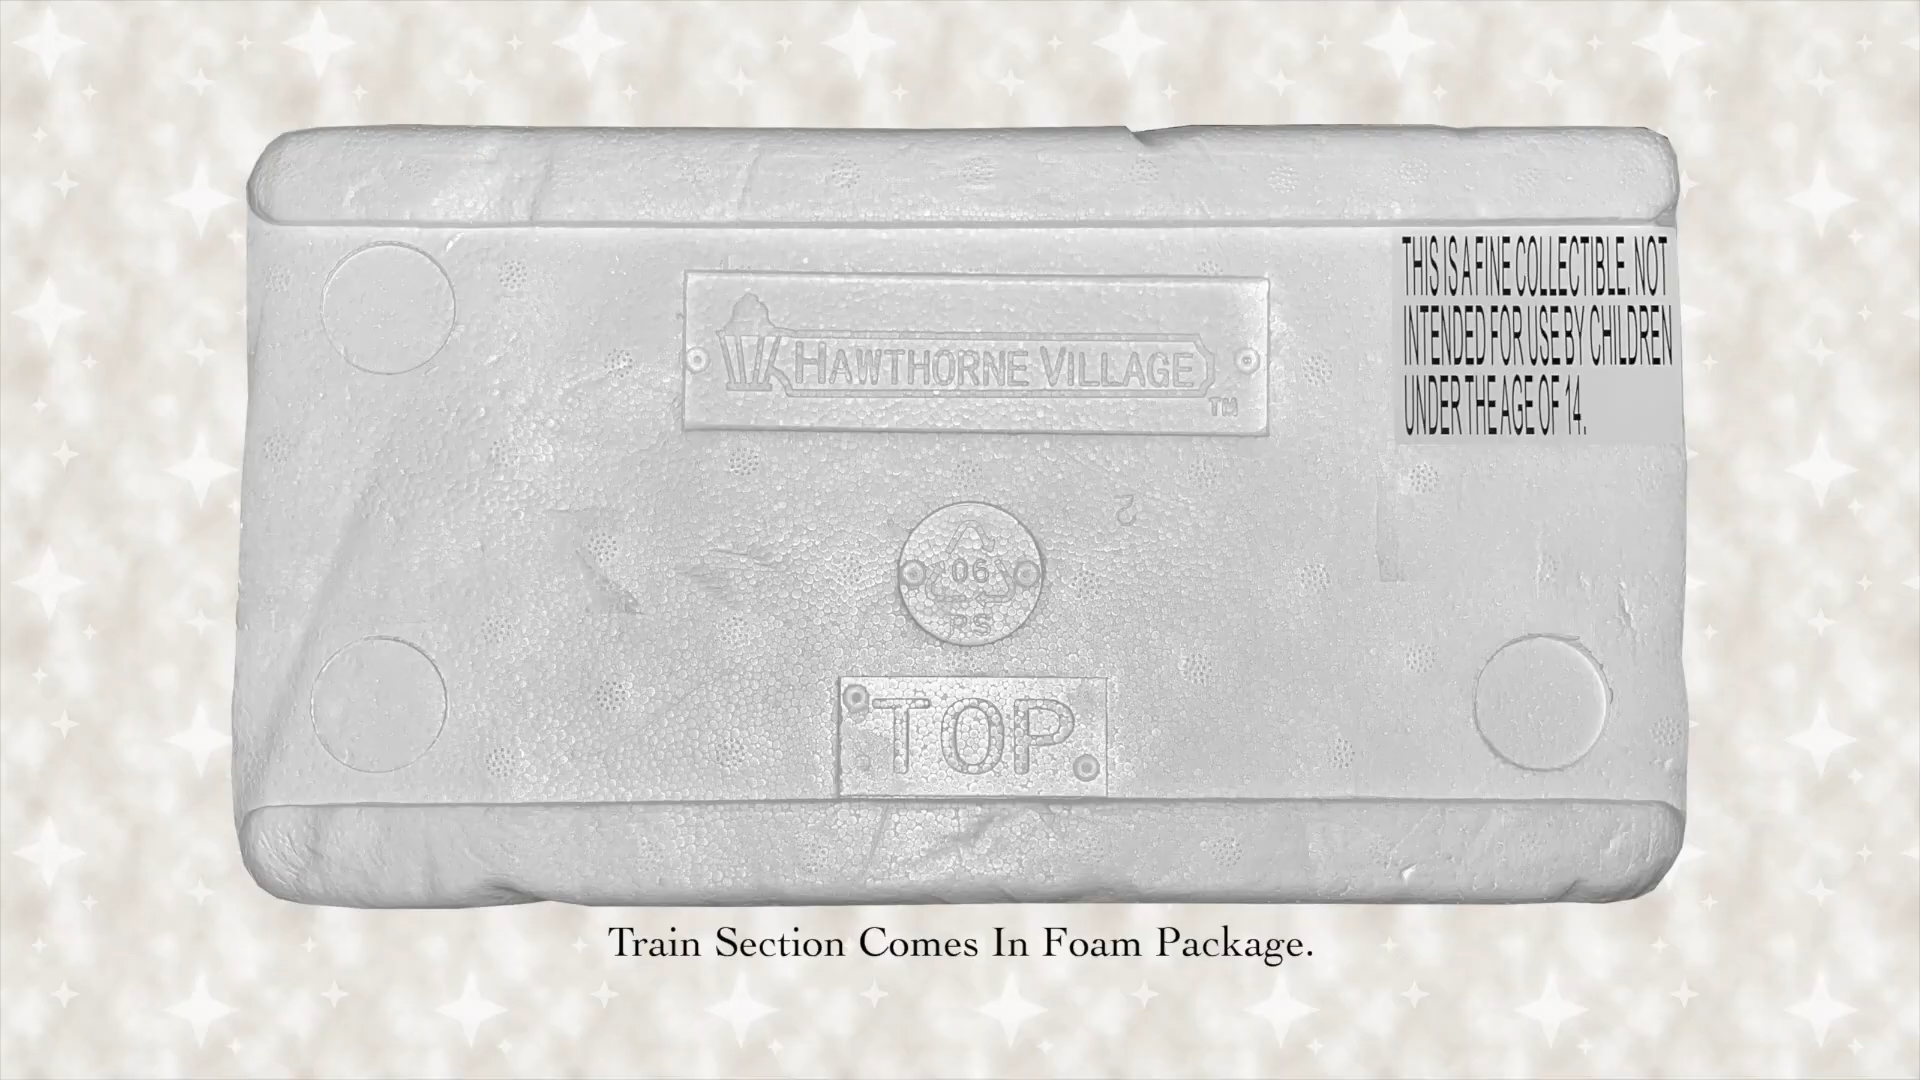 THIS IS A FINE COLLECTIBLE. NOT
INTENDED FOR USE BY CHILDREN
UNDER THE AGE OF 14.
HAWTHORNE VILLAGE
TM
2
06
PS
TOP
Train Section Comes In Foam Package.